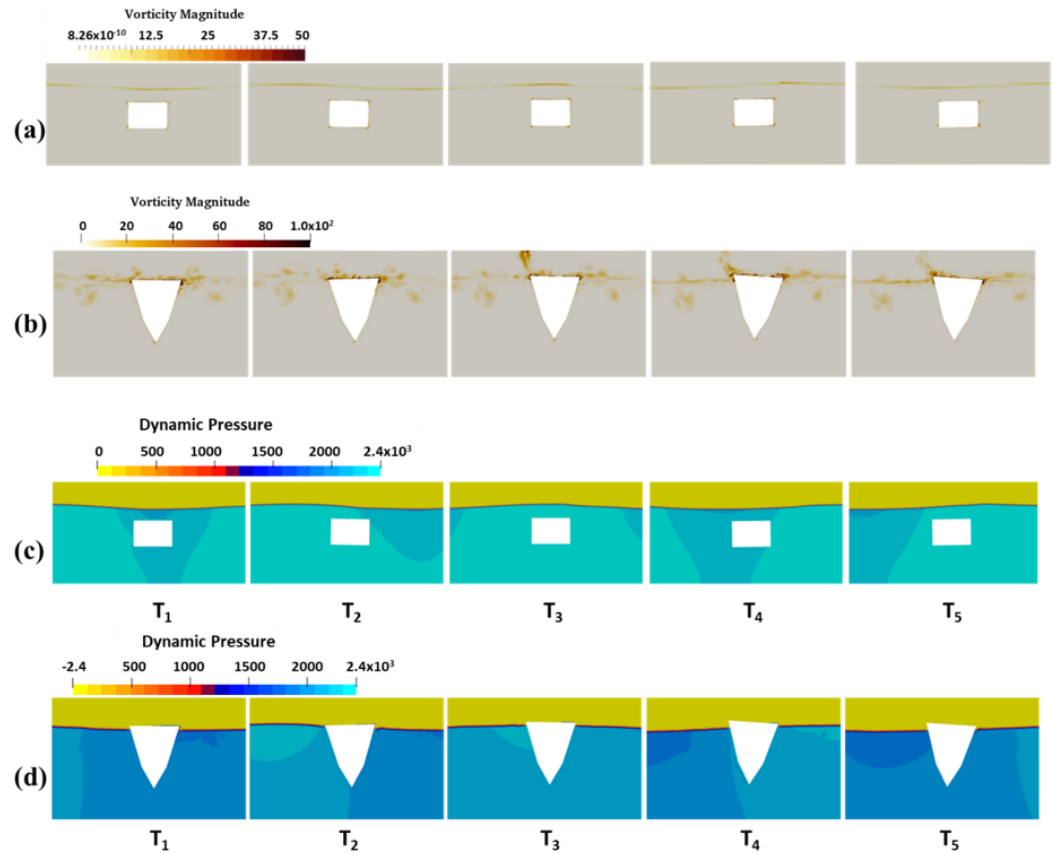 Vorticity Magnitude
8.26x10⁻¹⁰ 12.5 25 37.5 50
(a)
Vorticity Magnitude
0 20 40 60 80 1.0x10²
(b)
Dynamic Pressure
0 500 1000 1500 2000 2.4x10³
(c)
T₁ T₂ T₃ T₄ T₅
Dynamic Pressure
-2.4 500 1000 1500 2000 2.4x10³
(d)
T₁ T₂ T₃ T₄ T₅